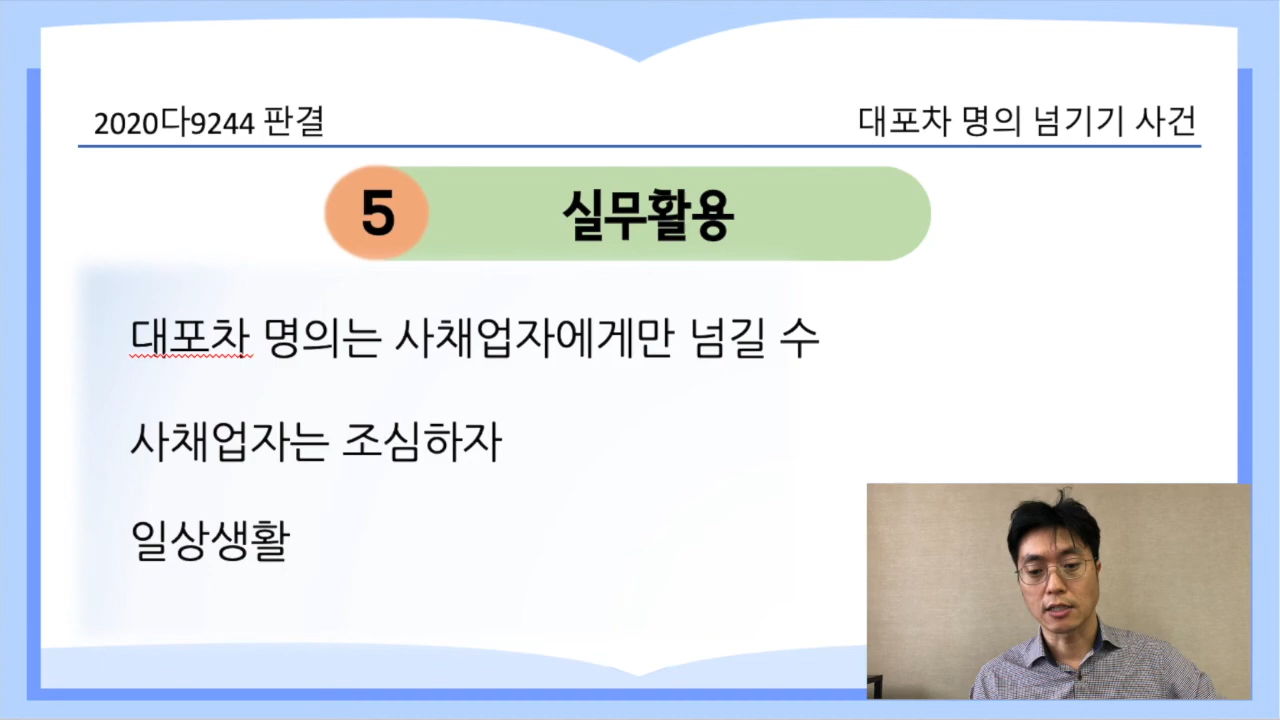 2020다9244 판결
대포차 명의 넘기기 사건
5 실무활용
대포차 명의는 사채업자에게만 넘길 수
사채업자는 조심하자
일상생활